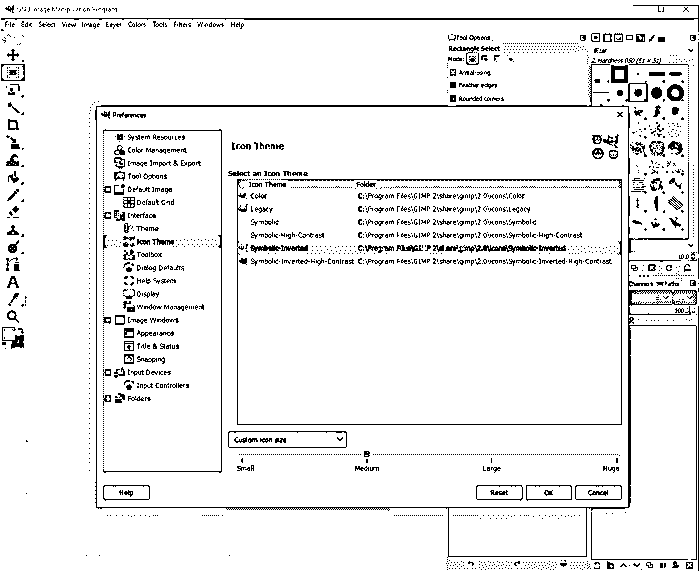 GNU Image Manipulation Program
File Edit Select View Image Layer Colors Tools Filters Windows Help
Tool Options
Rectangle Select
Mode:
Antialiasing
Feather edges
Rounded corners
2. Hardness 050 (51 × 51)
Preferences
System Resources
Color Management
Image Import & Export
Tool Options
Default Image
Default Grid
Interface
Theme
Icon Theme
Toolbox
Dialog Defaults
Help System
Display
Window Management
Image Windows
Appearance
Title & Status
Snapping
Input Devices
Input Controllers
Folders
Icon Theme
Select an Icon Theme
Icon Theme Folder
Color C:\Program Files\GIMP 2\share\gimp\2.0\icons\Color
Legacy C:\Program Files\GIMP 2\share\gimp\2.0\icons\Legacy
Symbolic C:\Program Files\GIMP 2\share\gimp\2.0\icons\Symbolic
Symbolic-High-Contrast C:\Program Files\GIMP 2\share\gimp\2.0\icons\Symbolic-High-Contrast
Symbolic-Inverted C:\Program Files\GIMP 2\share\gimp\2.0\icons\Symbolic-Inverted
Symbolic-Inverted-High-Contrast C:\Program Files\GIMP 2\share\gimp\2.0\icons\Symbolic-Inverted-High-Contrast
Custom icon size
Small Medium Large Huge
Help Reset OK Cancel
10.0
Channels Paths
100.0